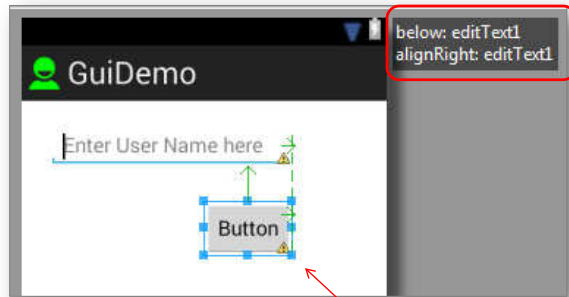 below: editText1
alignRight: editText1
GuiDemo
Enter User Name here
Button